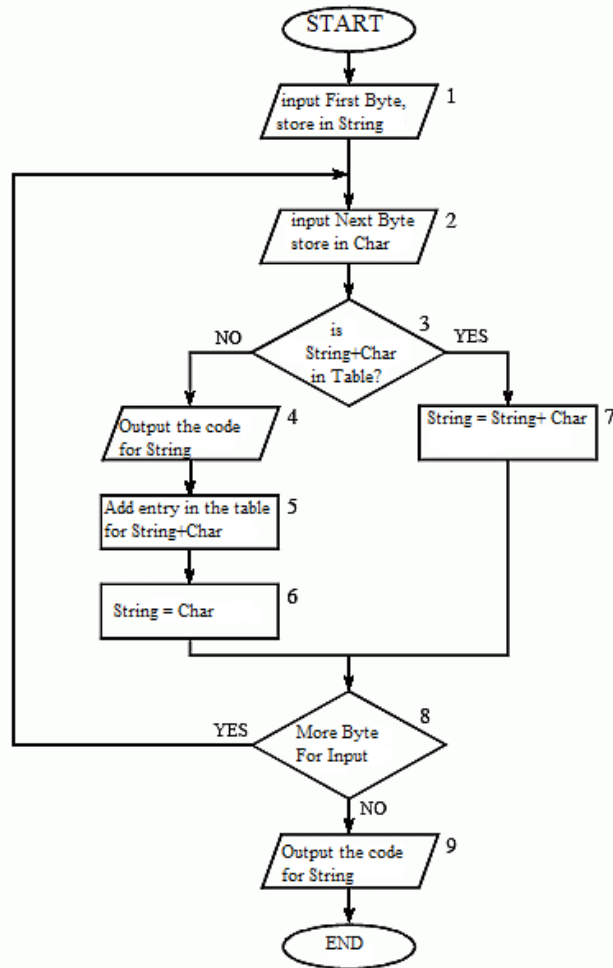 START
input First Byte,
store in String
1
input Next Byte
store in Char
2
is
String+Char
in Table?
3
NO
YES
Output the code
for String
4
String = String+ Char
7
Add entry in the table
for String+Char
5
String = Char
6
More Byte
For Input
8
YES
NO
Output the code
for String
9
END